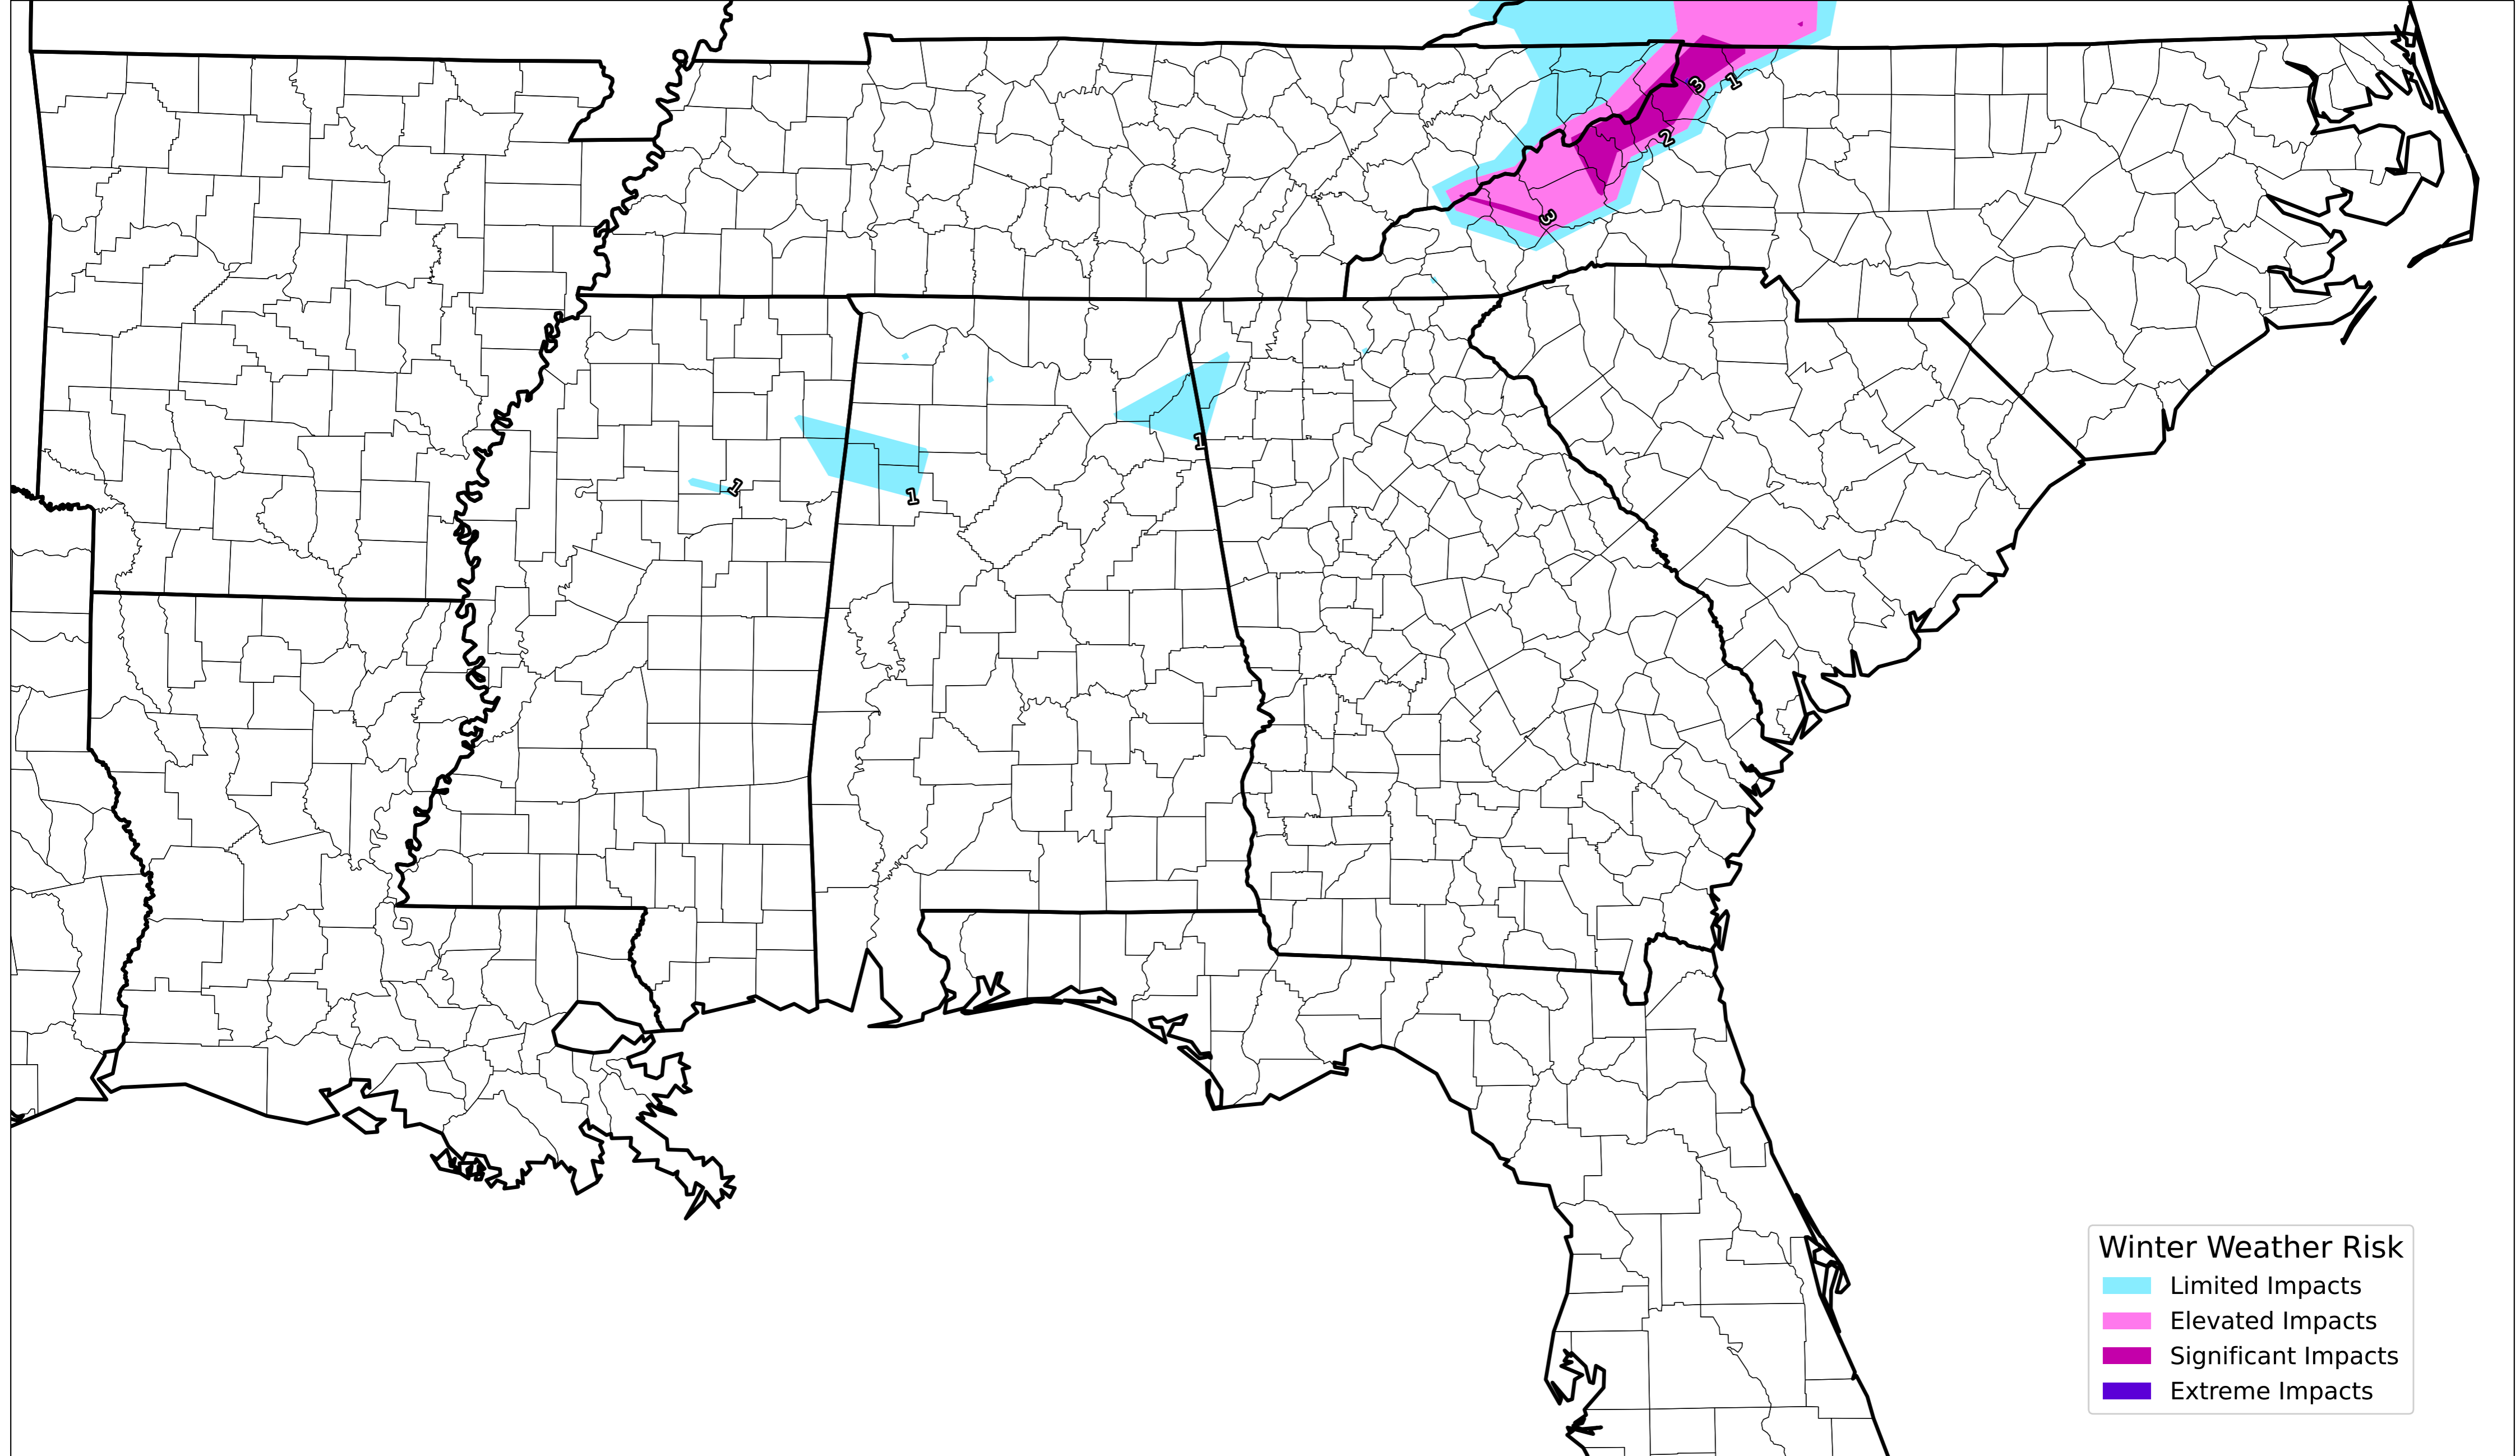 3
1
2
3
1
1
1
Winter Weather Risk
Limited Impacts
Elevated Impacts
Significant Impacts
Extreme Impacts